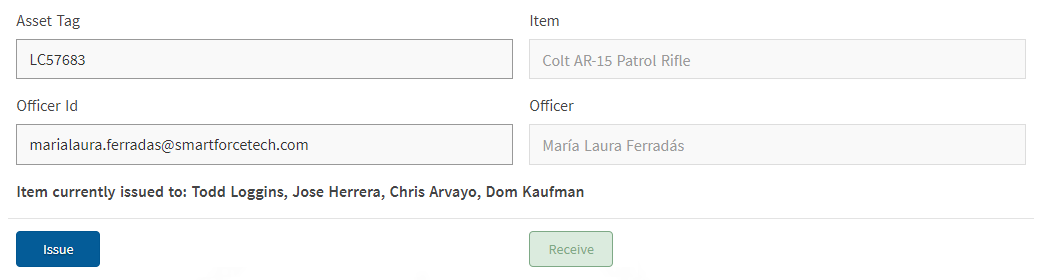 Asset Tag
Item
LC57683
Colt AR-15 Patrol Rifle
Officer Id
Officer
marialaura.ferradas@smartforcetech.com
María Laura Ferradás
Item currently issued to: Todd Loggins, Jose Herrera, Chris Arvayo, Dom Kaufman
Issue
Receive